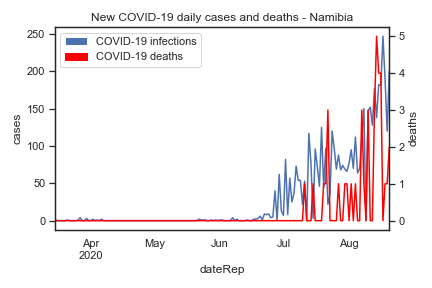 New COVID-19 daily cases and deaths - Namibia
COVID-19 infections
COVID-19 deaths
250
200
150
100
50
0
cases
5
4
3
2
1
0
deaths
Apr May Jun Jul Aug
2020
dateRep